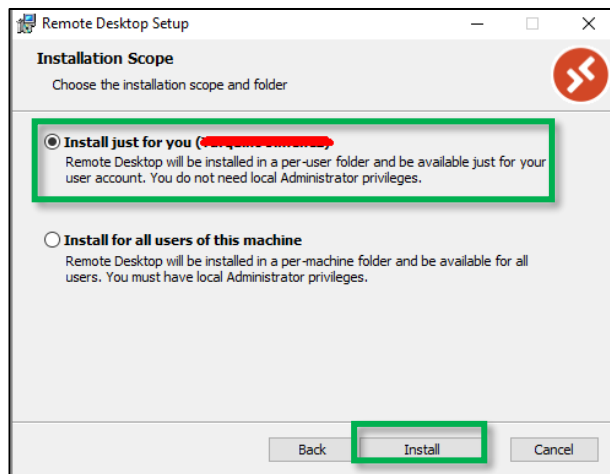 Remote Desktop Setup
Installation Scope
Choose the installation scope and folder
Install just for you (
Remote Desktop will be installed in a per-user folder and be available just for your
user account. You do not need local Administrator privileges.
Install for all users of this machine
Remote Desktop will be installed in a per-machine folder and be available for all
users. You must have local Administrator privileges.
Back Install Cancel